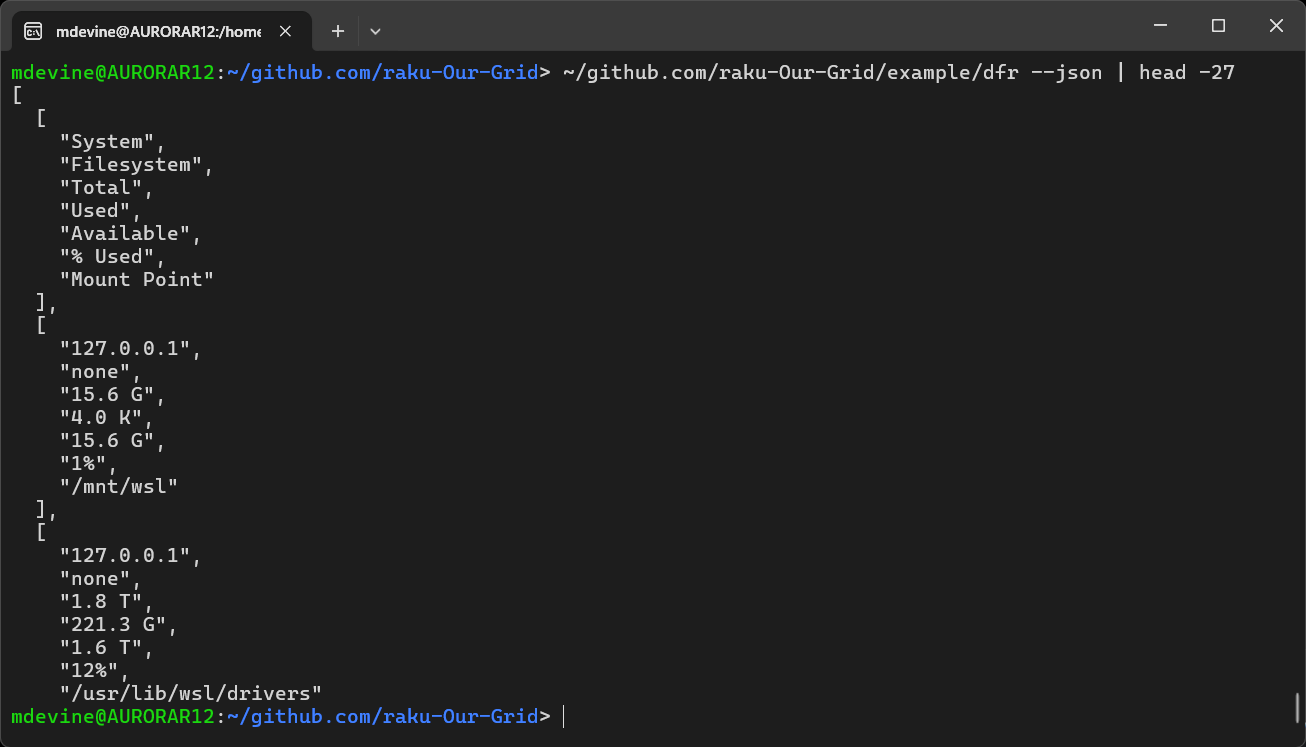 mdevine@AURORAR12:/home
mdevine@AURORAR12:~/github.com/raku-Our-Grid> ~/github.com/raku-Our-Grid/example/dfr --json | head -27
[
  [
    "System",
    "Filesystem",
    "Total",
    "Used",
    "Available",
    "% Used",
    "Mount Point"
  ],
  [
    "127.0.0.1",
    "none",
    "15.6 G",
    "4.0 K",
    "15.6 G",
    "1%",
    "/mnt/wsl"
  ],
  [
    "127.0.0.1",
    "none",
    "1.8 T",
    "221.3 G",
    "1.6 T",
    "12%",
    "/usr/lib/wsl/drivers"
mdevine@AURORAR12:~/github.com/raku-Our-Grid>